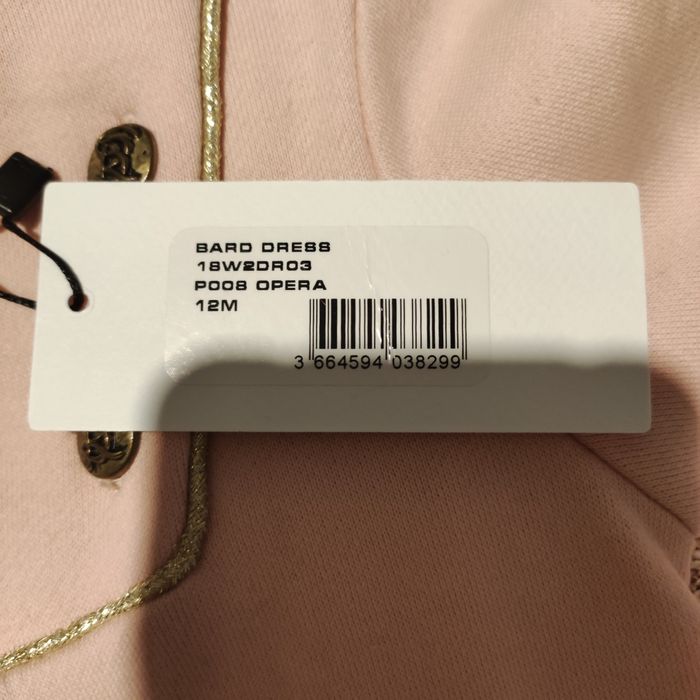 BARD DRESS
18W2DR03
P008 OPERA
12M
3 664594 038299